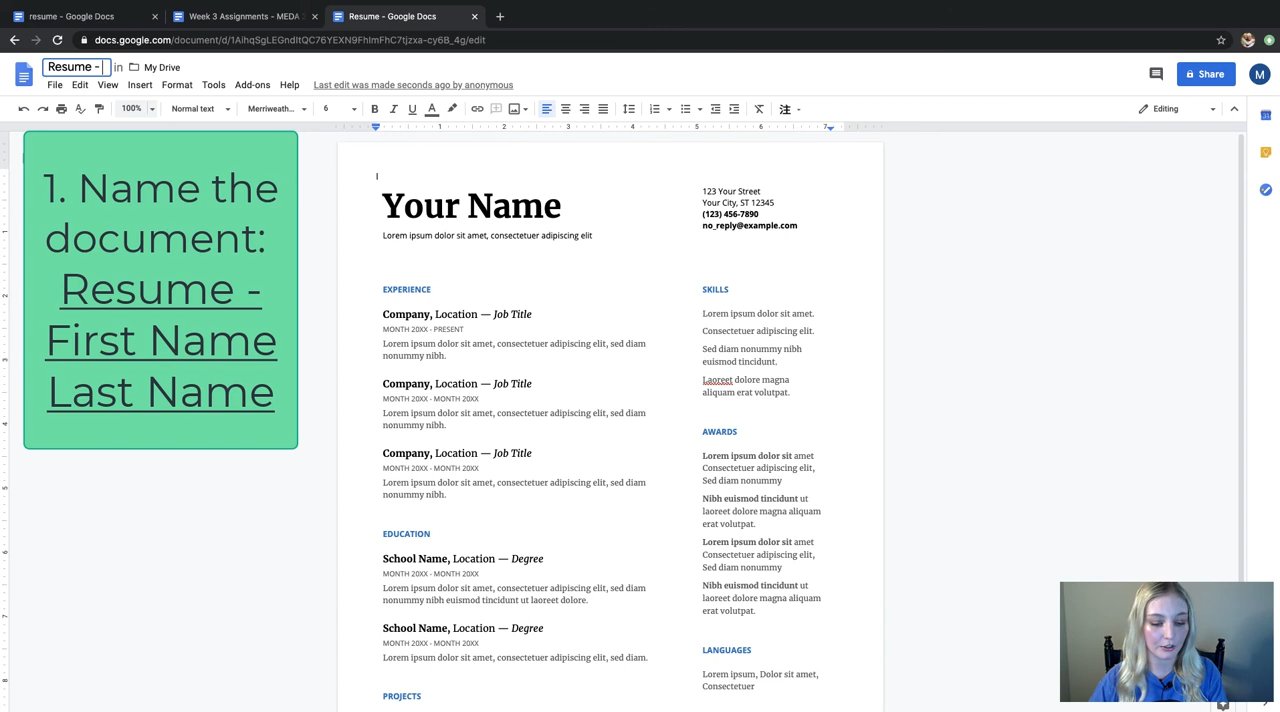 resume - Google Docs
Week 3 Assignments - MEDA
Resume - Google Docs
docs.google.com/document/d/1AihqSgLEGndItQC76YEXN9FhImFhC7tjzxa-cy6B_4g/edit
Resume -
in My Drive
File Edit View Insert Format Tools Add-ons Help Last edit was made seconds ago by anonymous
Share
M
100% Normal text Merriweath... 6 B I U A 注 Editing
1 2 3 4 5 6 7
1. Name the
document:
Resume -
First Name
Last Name
Your Name
Lorem ipsum dolor sit amet, consectetuer adipiscing elit
123 Your Street
Your City, ST 12345
(123) 456-7890
no_reply@example.com
EXPERIENCE
Company, Location — Job Title
MONTH 20XX - PRESENT
Lorem ipsum dolor sit amet, consectetuer adipiscing elit, sed diam
nonummy nibh.
Company, Location — Job Title
MONTH 20XX - MONTH 20XX
Lorem ipsum dolor sit amet, consectetuer adipiscing elit, sed diam
nonummy nibh.
Company, Location — Job Title
MONTH 20XX - MONTH 20XX
Lorem ipsum dolor sit amet, consectetuer adipiscing elit, sed diam
nonummy nibh.
EDUCATION
School Name, Location — Degree
MONTH 20XX - MONTH 20XX
Lorem ipsum dolor sit amet, consectetuer adipiscing elit, sed diam
nonummy nibh euismod tincidunt ut laoreet dolore.
School Name, Location — Degree
MONTH 20XX - MONTH 20XX
Lorem ipsum dolor sit amet, consectetuer adipiscing elit, sed diam.
PROJECTS
SKILLS
Lorem ipsum dolor sit amet.
Consectetuer adipiscing elit.
Sed diam nonummy nibh
euismod tincidunt.
Laoreet dolore magna
aliquam erat volutpat.
AWARDS
Lorem ipsum dolor sit amet
Consectetuer adipiscing elit,
Sed diam nonummy
Nibh euismod tincidunt ut
laoreet dolore magna aliquam
erat volutpat.
Lorem ipsum dolor sit amet
Consectetuer adipiscing elit,
Sed diam nonummy
Nibh euismod tincidunt ut
laoreet dolore magna aliquam
erat volutpat.
LANGUAGES
Lorem ipsum, Dolor sit amet,
Consectetuer